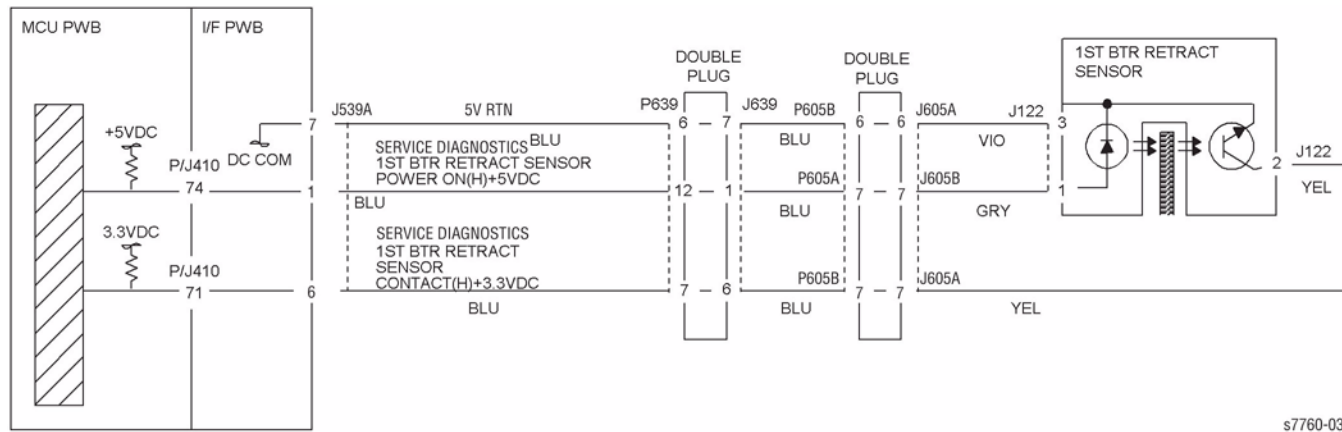 MCU PWB
I/F PWB
+5VDC
P/J410
74
3.3VDC
P/J410
71
DC COM
7
1
6
J539A
5V RTN
BLU
SERVICE DIAGNOSTICS
1ST BTR RETRACT SENSOR
POWER ON(H)+5VDC
BLU
SERVICE DIAGNOSTICS
1ST BTR RETRACT
SENSOR
CONTACT(H)+3.3VDC
BLU
DOUBLE
PLUG
P639
J639
6 – 7
12 – 1
7 – 6
P605B
BLU
P605A
BLU
P605B
BLU
DOUBLE
PLUG
6 – 6
7 – 7
7 – 7
J605A
J122
VIO
J605B
GRY
J605A
YEL
1ST BTR RETRACT
SENSOR
3
1
2
J122
YEL
s7760-03